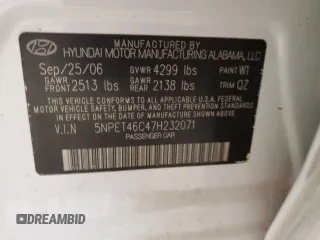 MANUFACTURED BY
HYUNDAI MOTOR MANUFACTURING ALABAMA, LLC
Sep/25/06 GVWR 4299 lbs PAINT W1
GAWR FRONT 2513 lbs GAWR REAR 2138 lbs TRIM QZ
THIS VEHICLE CONFORMS TO ALL APPLICABLE
U.S. FEDERAL MOTOR VEHICLE SAFETY, BUMPER, AND
THEFT PREVENTION STANDARDS IN EFFECT ON THE
DATE OF MANUFACTURE SHOWN ABOVE.
V.I.N 5NPET46C47H232071
PASSENGER CAR
DREAMBID